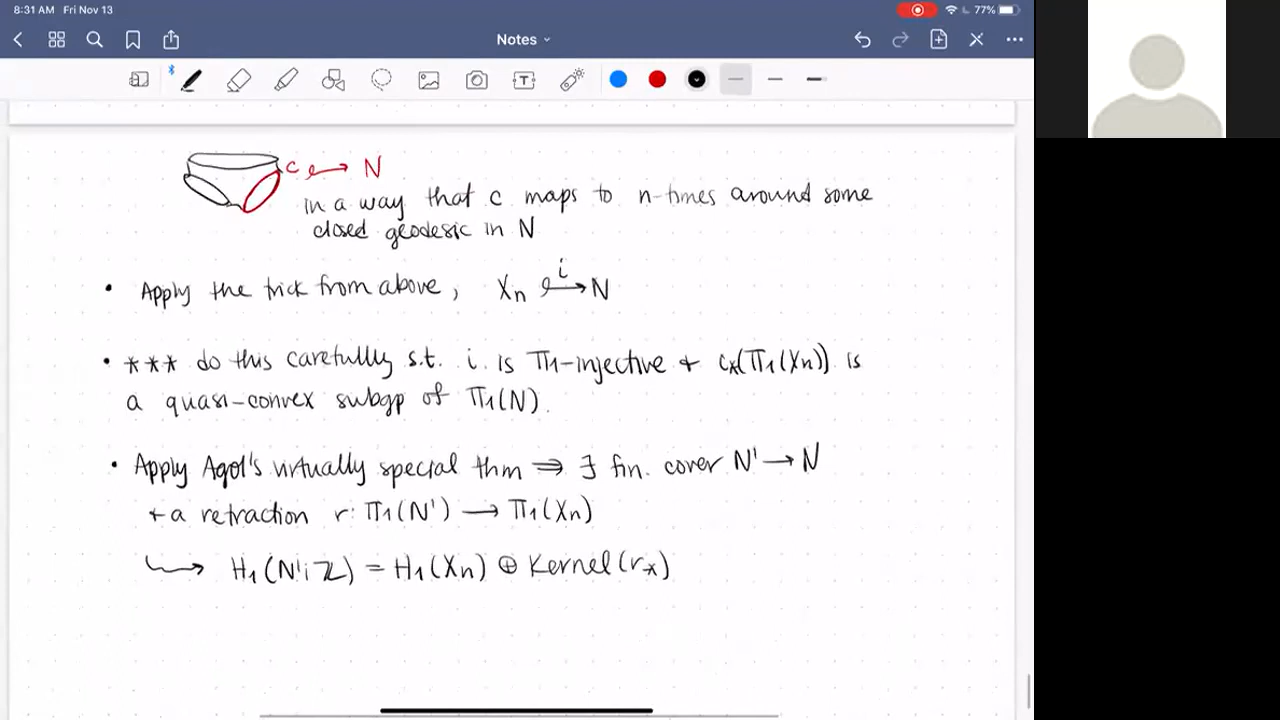 8:31 AM Fri Nov 13
77%
Notes
T
c ↪ N
in a way that c maps to n-times around some
closed geodesic in N
• Apply the trick from above, Xn ↪ N
i
• *** do this carefully s.t. i is π1-injective + i*(π1(Xn)) is
a quasi-convex subgp of π1(N).
• Apply Agol's virtually special thm ⇒ ∃ fin. cover N' → N
+ a retraction r: π1(N') → π1(Xn)
↪ H1(N'; ℤ) = H1(Xn) ⊕ Kernel(r*)